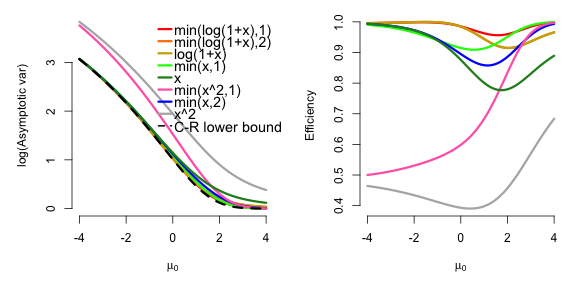 min(log(1+x),1)
min(log(1+x),2)
log(1+x)
min(x,1)
x
min(x^2,1)
min(x,2)
x^2
C-R lower bound
log(Asymptotic var)
3
2
1
0
-4 -2 0 2 4
μ0
Efficiency
1.0
0.9
0.8
0.7
0.6
0.5
0.4
-4 -2 0 2 4
μ0